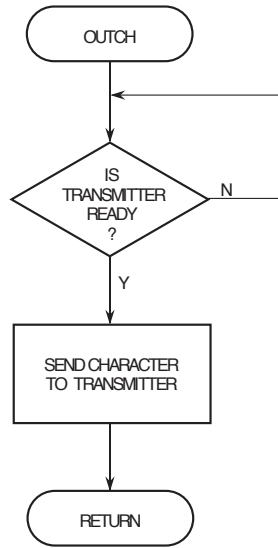 OUTCH
IS
TRANSMITTER
READY
?
N
Y
SEND CHARACTER
TO TRANSMITTER
RETURN